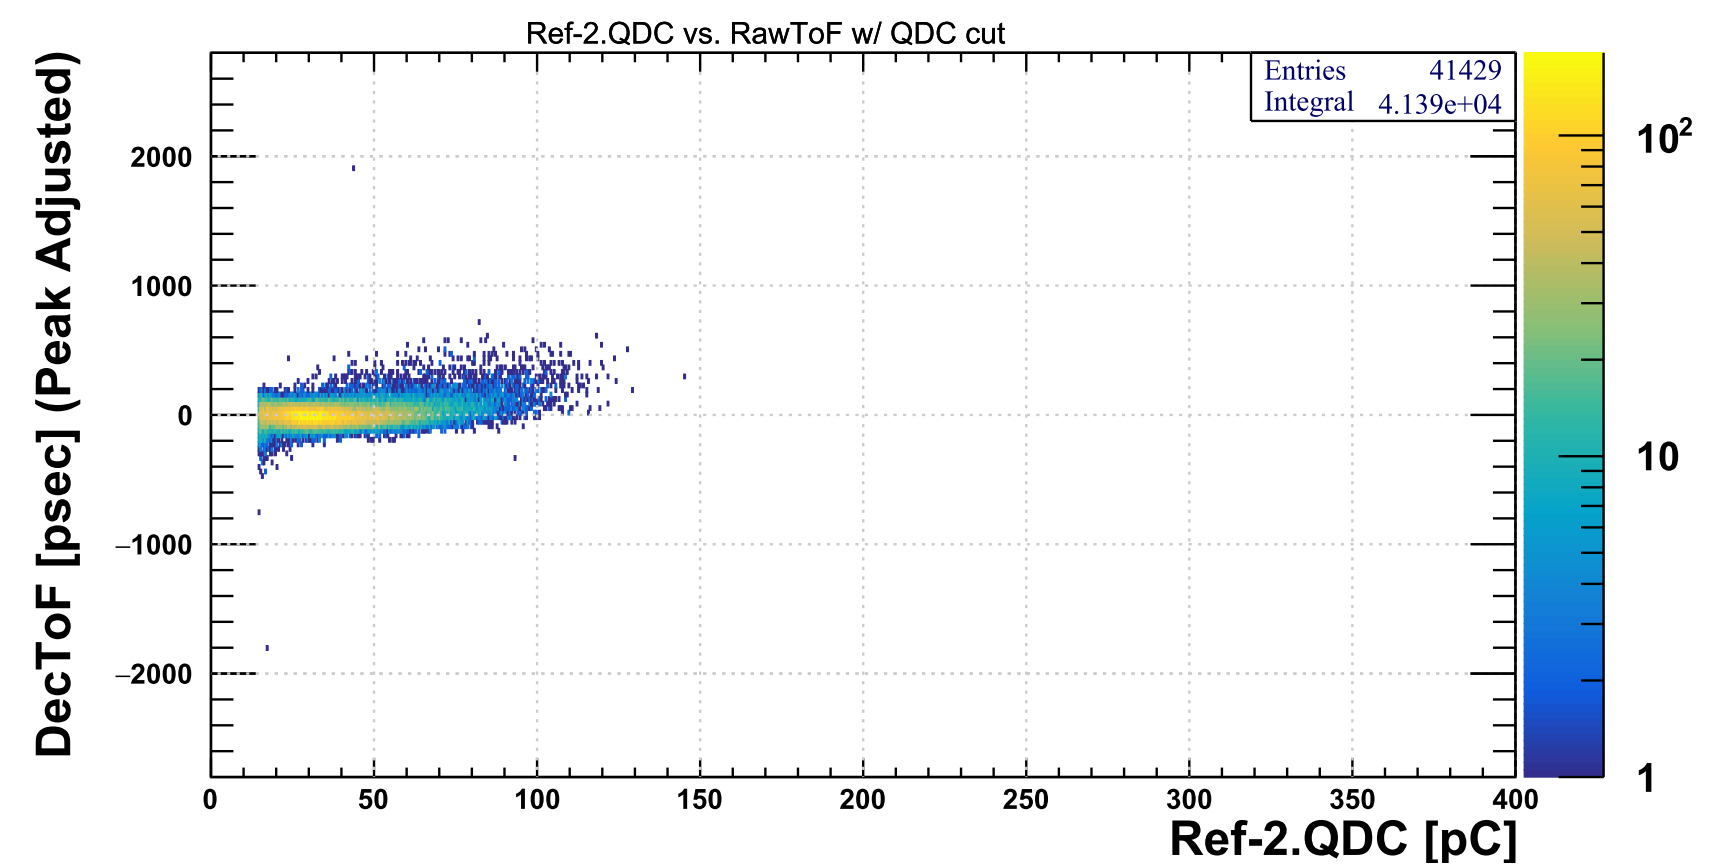 Ref-2.QDC vs. RawToF w/ QDC cut
Entries 41429
Integral 4.139e+04
DecToF [psec] (Peak Adjusted)
2000
1000
0
−1000
−2000
0 50 100 150 200 250 300 350 400
Ref-2.QDC [pC]
10²
10
1